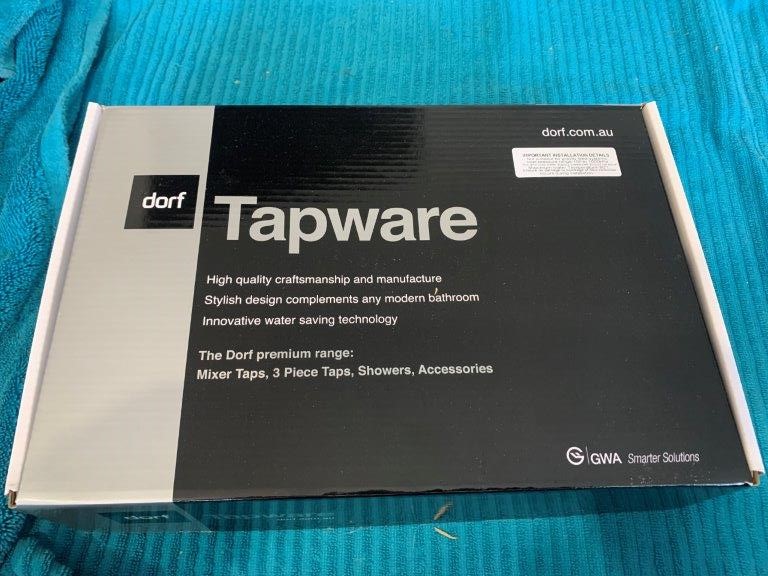 dorf.com.au
IMPORTANT INSTALLATION DETAILS
dorf
Tapware
High quality craftsmanship and manufacture
Stylish design complements any modern bathroom
Innovative water saving technology
The Dorf premium range:
Mixer Taps, 3 Piece Taps, Showers, Accessories
GWA Smarter Solutions
dorf